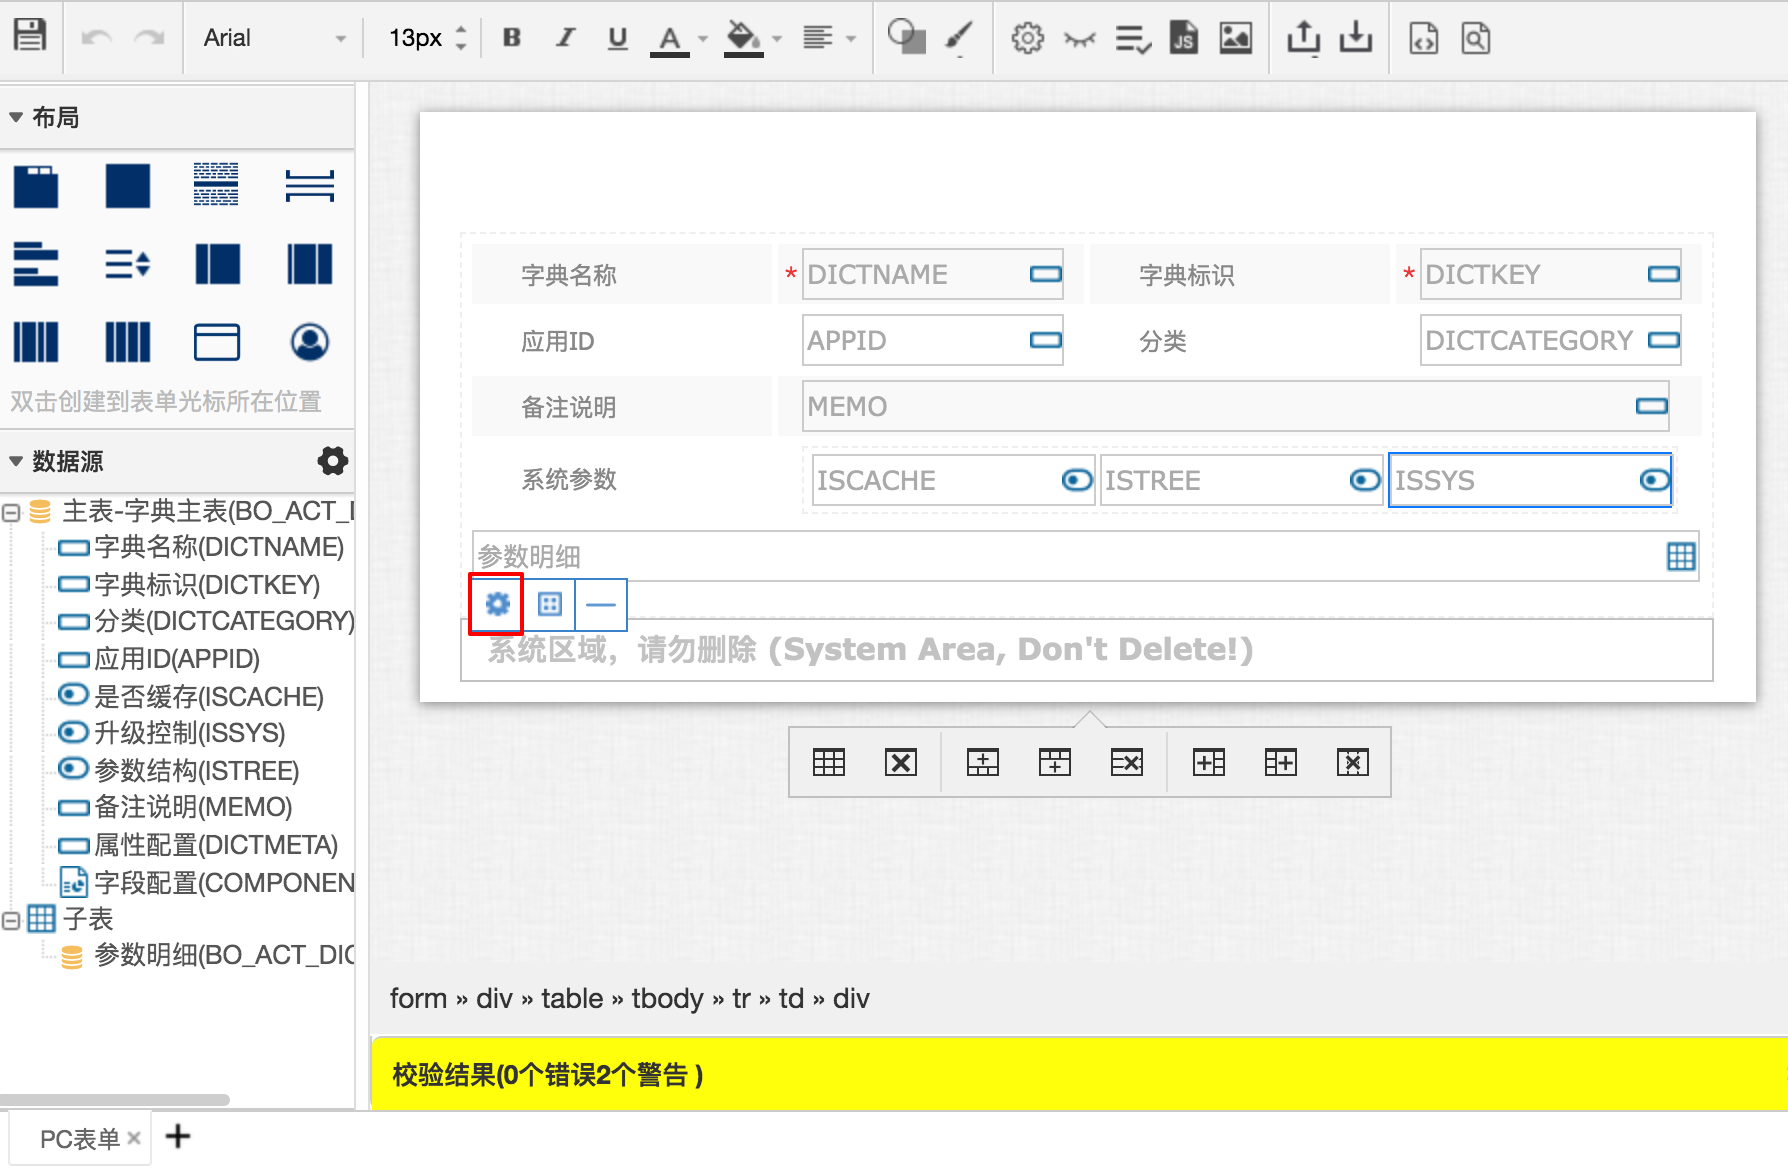 Arial 13px B I U A JS
布局
双击创建到表单光标所在位置
数据源
主表-字典主表(BO_ACT_
字典名称(DICTNAME)
字典标识(DICTKEY)
分类(DICTCATEGORY)
应用ID(APPID)
是否缓存(ISCACHE)
升级控制(ISSYS)
参数结构(ISTREE)
备注说明(MEMO)
属性配置(DICTMETA)
字段配置(COMPONEN
子表
参数明细(BO_ACT_DIC
字典名称 * DICTNAME 字典标识 * DICTKEY
应用ID APPID 分类 DICTCATEGORY
备注说明 MEMO
系统参数 ISCACHE ISTREE ISSYS
参数明细
系统区域，请勿删除 (System Area, Don't Delete!)
form » div » table » tbody » tr » td » div
校验结果(0个错误2个警告 )
PC表单 × +